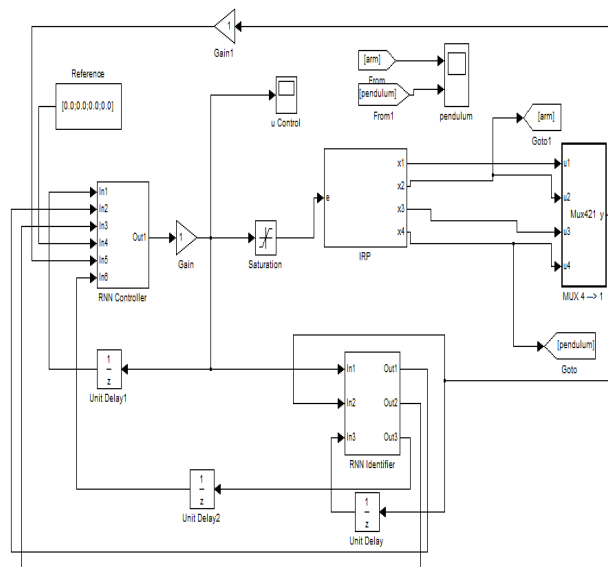 1
Gain1
Reference
[0.0;0.0;0.0;0.0]
u Control
[arm]
From
[pendulum]
From1
pendulum
[arm]
Goto1
In1
In2
In3
In4
In5
In6
Out1
RNN Controller
1
Gain
Saturation
e
x1
x2
x3
x4
IRP
u1
u2
u3
u4
Mux421 y
MUX 4 —> 1
[pendulum]
Goto
1
z
Unit Delay1
In1
In2
In3
Out1
Out2
Out3
RNN Identifier
1
z
Unit Delay2
1
z
Unit Delay